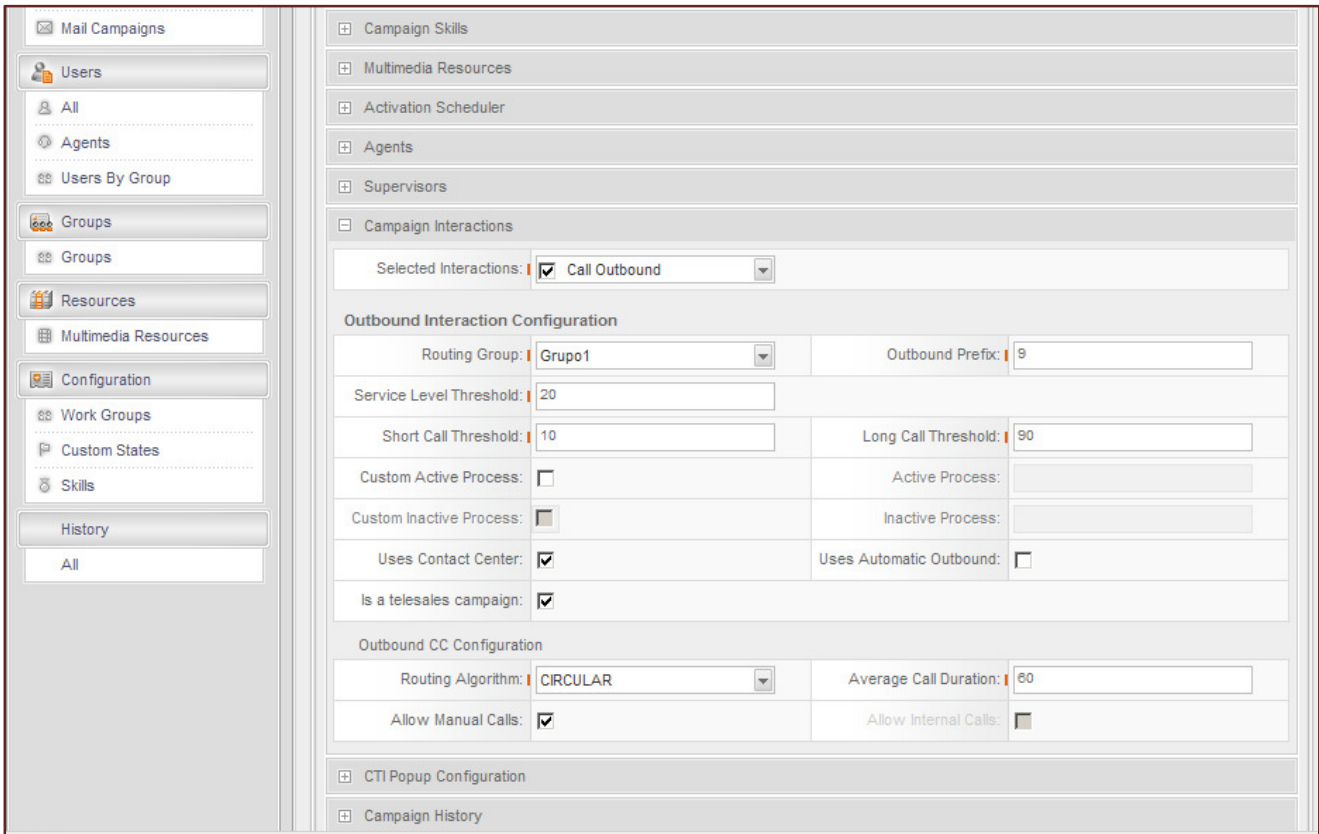 Mail Campaigns
Users
All
Agents
Users By Group
Groups
Groups
Resources
Multimedia Resources
Configuration
Work Groups
Custom States
Skills
History
All
Campaign Skills
Multimedia Resources
Activation Scheduler
Agents
Supervisors
Campaign Interactions
Selected Interactions: Call Outbound
Outbound Interaction Configuration
Routing Group: Grupo1 Outbound Prefix: 9
Service Level Threshold: 20
Short Call Threshold: 10 Long Call Threshold: 90
Custom Active Process: Active Process:
Custom Inactive Process: Inactive Process:
Uses Contact Center: Uses Automatic Outbound:
Is a telesales campaign:
Outbound CC Configuration
Routing Algorithm: CIRCULAR Average Call Duration: 60
Allow Manual Calls: Allow Internal Calls:
CTI Popup Configuration
Campaign History